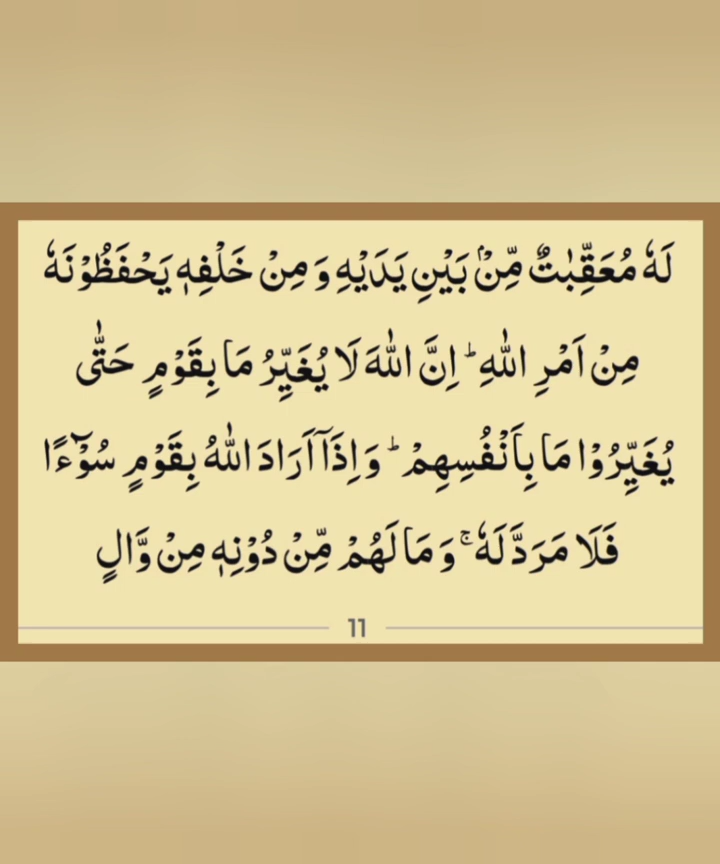 لَهٗ مُعَقِّبٰتٌ مِّنْۢ بَيْنِ يَدَيْهِ وَ مِنْ خَلْفِهٖ يَحْفَظُوْنَهٗ
مِنْ اَمْرِ اللّٰهِ ؕ اِنَّ اللّٰهَ لَا يُغَيِّرُ مَا بِقَوْمٍ حَتّٰى
يُغَيِّرُوْا مَا بِاَنْفُسِهِمْ ؕ وَ اِذَاۤ اَرَادَ اللّٰهُ بِقَوْمٍ سُوْٓءًا
فَلَا مَرَدَّ لَهٗ ۚ وَ مَا لَهُمْ مِّنْ دُوْنِهٖ مِنْ وَّالٍ
11